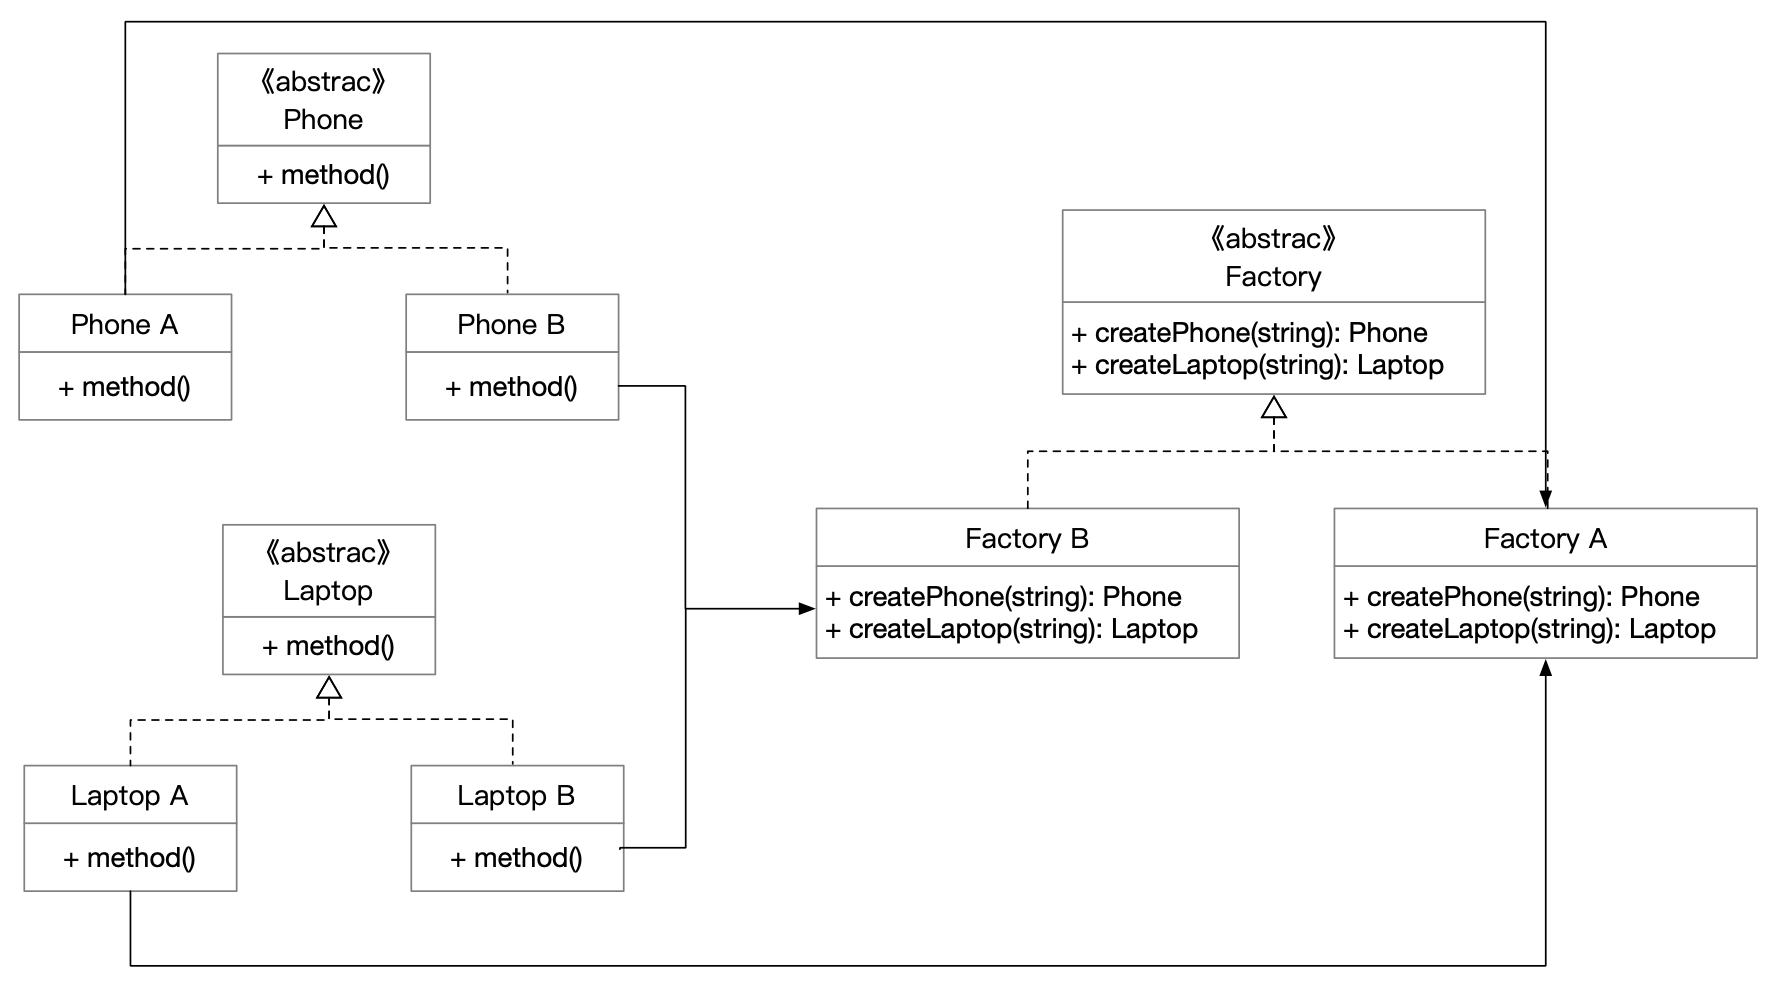 《abstrac》
Phone
+ method()
Phone A
+ method()
Phone B
+ method()
《abstrac》
Factory
+ createPhone(string): Phone
+ createLaptop(string): Laptop
Factory B
+ createPhone(string): Phone
+ createLaptop(string): Laptop
Factory A
+ createPhone(string): Phone
+ createLaptop(string): Laptop
《abstrac》
Laptop
+ method()
Laptop A
+ method()
Laptop B
+ method()